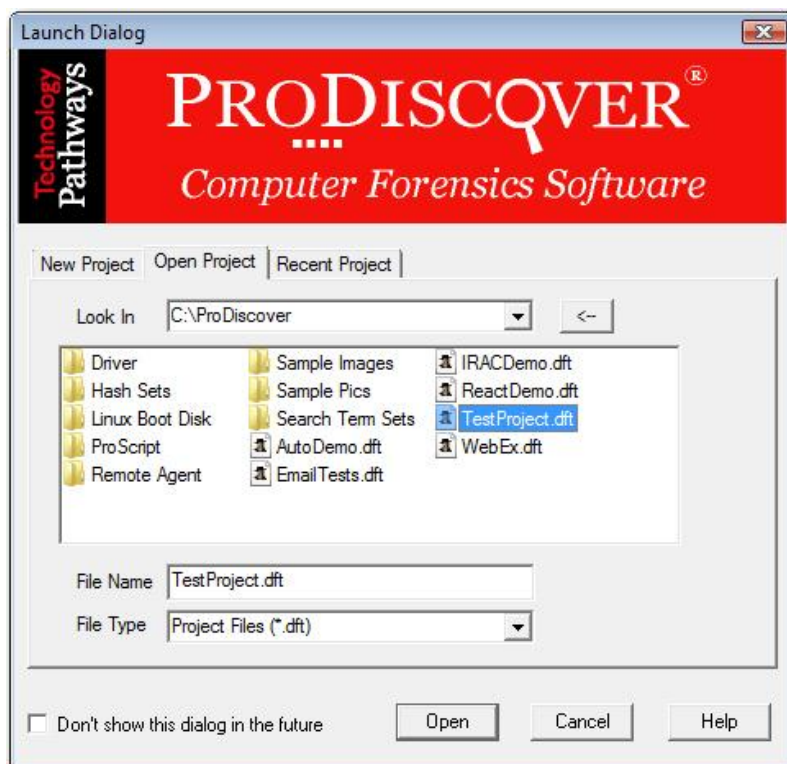 Launch Dialog
Technology
Pathways
PRODISCOVER®
Computer Forensics Software
New Project Open Project Recent Project
Look In C:\ProDiscover <--
Driver Sample Images IRACDemo.dft
Hash Sets Sample Pics ReactDemo.dft
Linux Boot Disk Search Term Sets TestProject.dft
ProScript AutoDemo.dft WebEx.dft
Remote Agent EmailTests.dft
File Name TestProject.dft
File Type Project Files (*.dft)
Don't show this dialog in the future Open Cancel Help